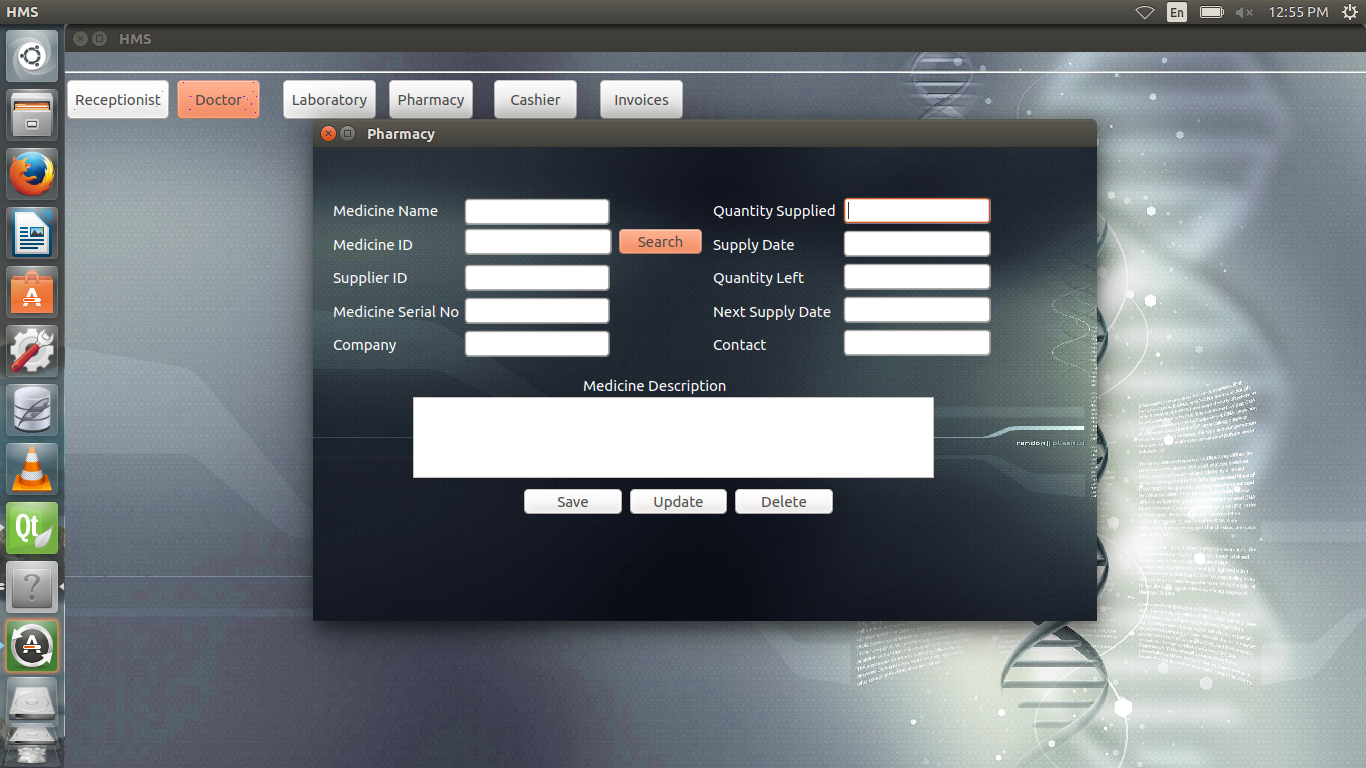 HMS
En
12:55 PM
HMS
Receptionist
Doctor
Laboratory
Pharmacy
Cashier
Invoices
Pharmacy
Medicine Name
Quantity Supplied
Medicine ID
Search
Supply Date
Supplier ID
Quantity Left
Medicine Serial No
Next Supply Date
Company
Contact
Medicine Description
random||plasmid
Save
Update
Delete
Qt